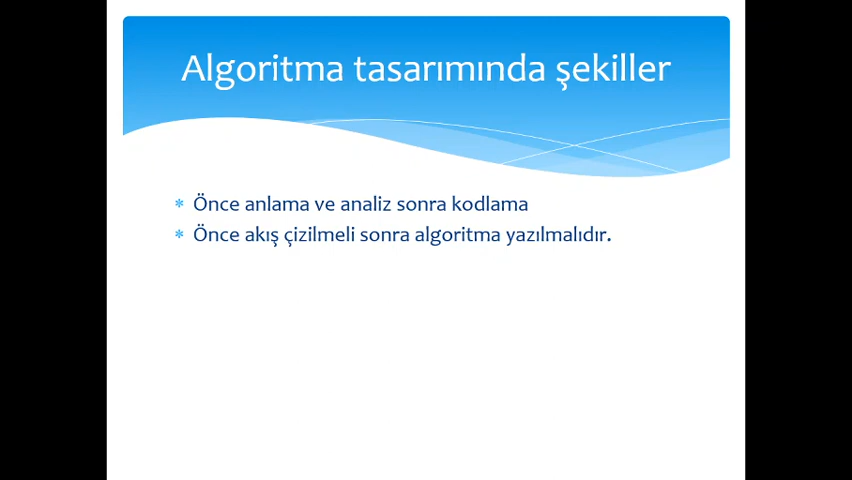 Algoritma tasarımında şekiller
* Önce anlama ve analiz sonra kodlama
* Önce akış çizilmeli sonra algoritma yazılmalıdır.